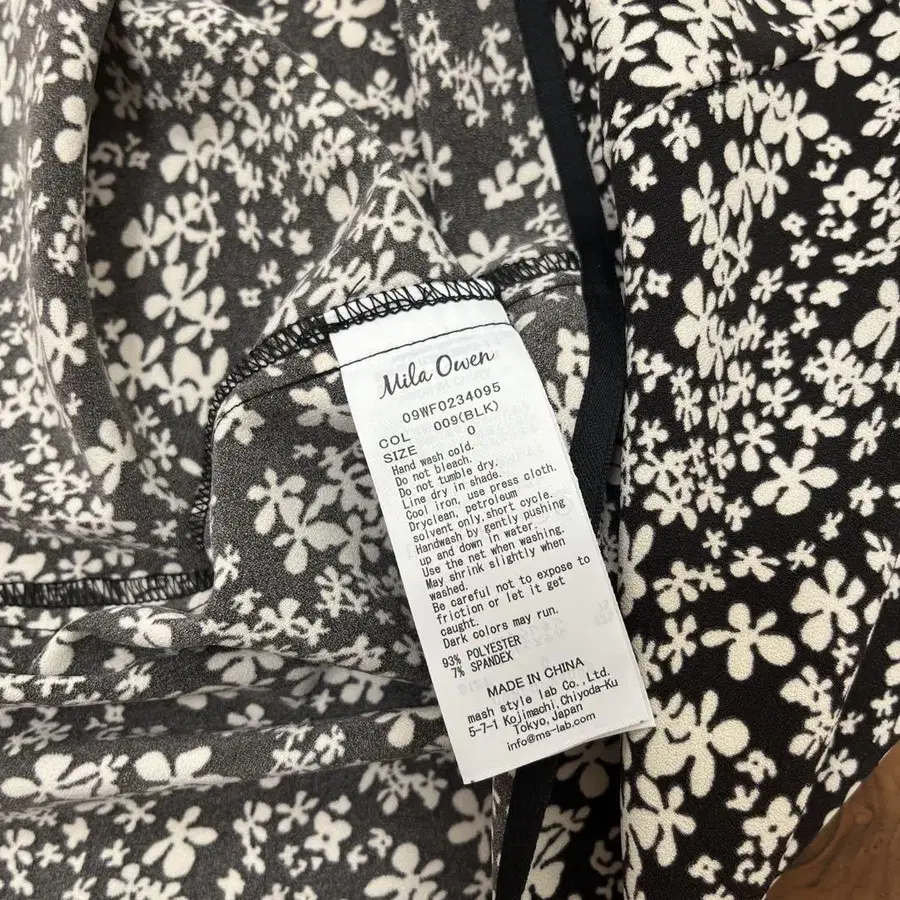 Mila Owen
09WF0234095
COL 009(BLK)
SIZE 0
Hand wash cold.
Do not bleach.
Do not tumble dry.
Line dry in shade.
Cool iron, use press cloth.
Dryclean, petroleum
solvent only,short cycle.
Handwash by gently pushing
up and down in water;
Use the net when washing.
May shrink slightly when
washed.
Be careful not to expose to
friction or let it get
caught.
Dark colors may run.
93% POLYESTER
7% SPANDEX
MADE IN CHINA
mash style lab Co.,Ltd.
5-7-1 Kojimachi,Chiyoda-Ku
Tokyo,Japan
info@ms-lab.com